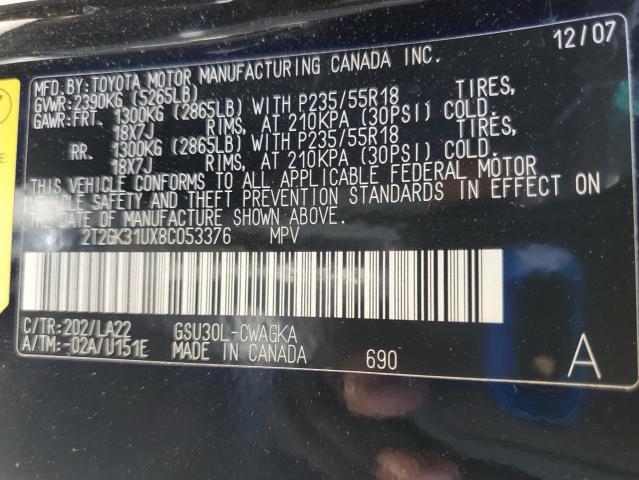 12/07
MFD.BY:TOYOTA MOTOR MANUFACTURING CANADA INC.
GVWR:2390KG (5265LB)
GAWR:FRT. 1300KG (2865LB) WITH P235/55R18 TIRES,
18X7J RIMS, AT 210KPA (30PSI) COLD.
RR. 1300KG (2865LB) WITH P235/55R18 TIRES,
18X7J RIMS, AT 210KPA (30PSI) COLD.
THIS VEHICLE CONFORMS TO ALL APPLICABLE FEDERAL MOTOR
VEHICLE SAFETY AND THEFT PREVENTION STANDARDS IN EFFECT ON
THE DATE OF MANUFACTURE SHOWN ABOVE.
2T2GK31UX8C053376 MPV
C/TR:202/LA22 GSU30L-CWAGKA
A/TM:-02A/U151E MADE IN CANADA 690 A